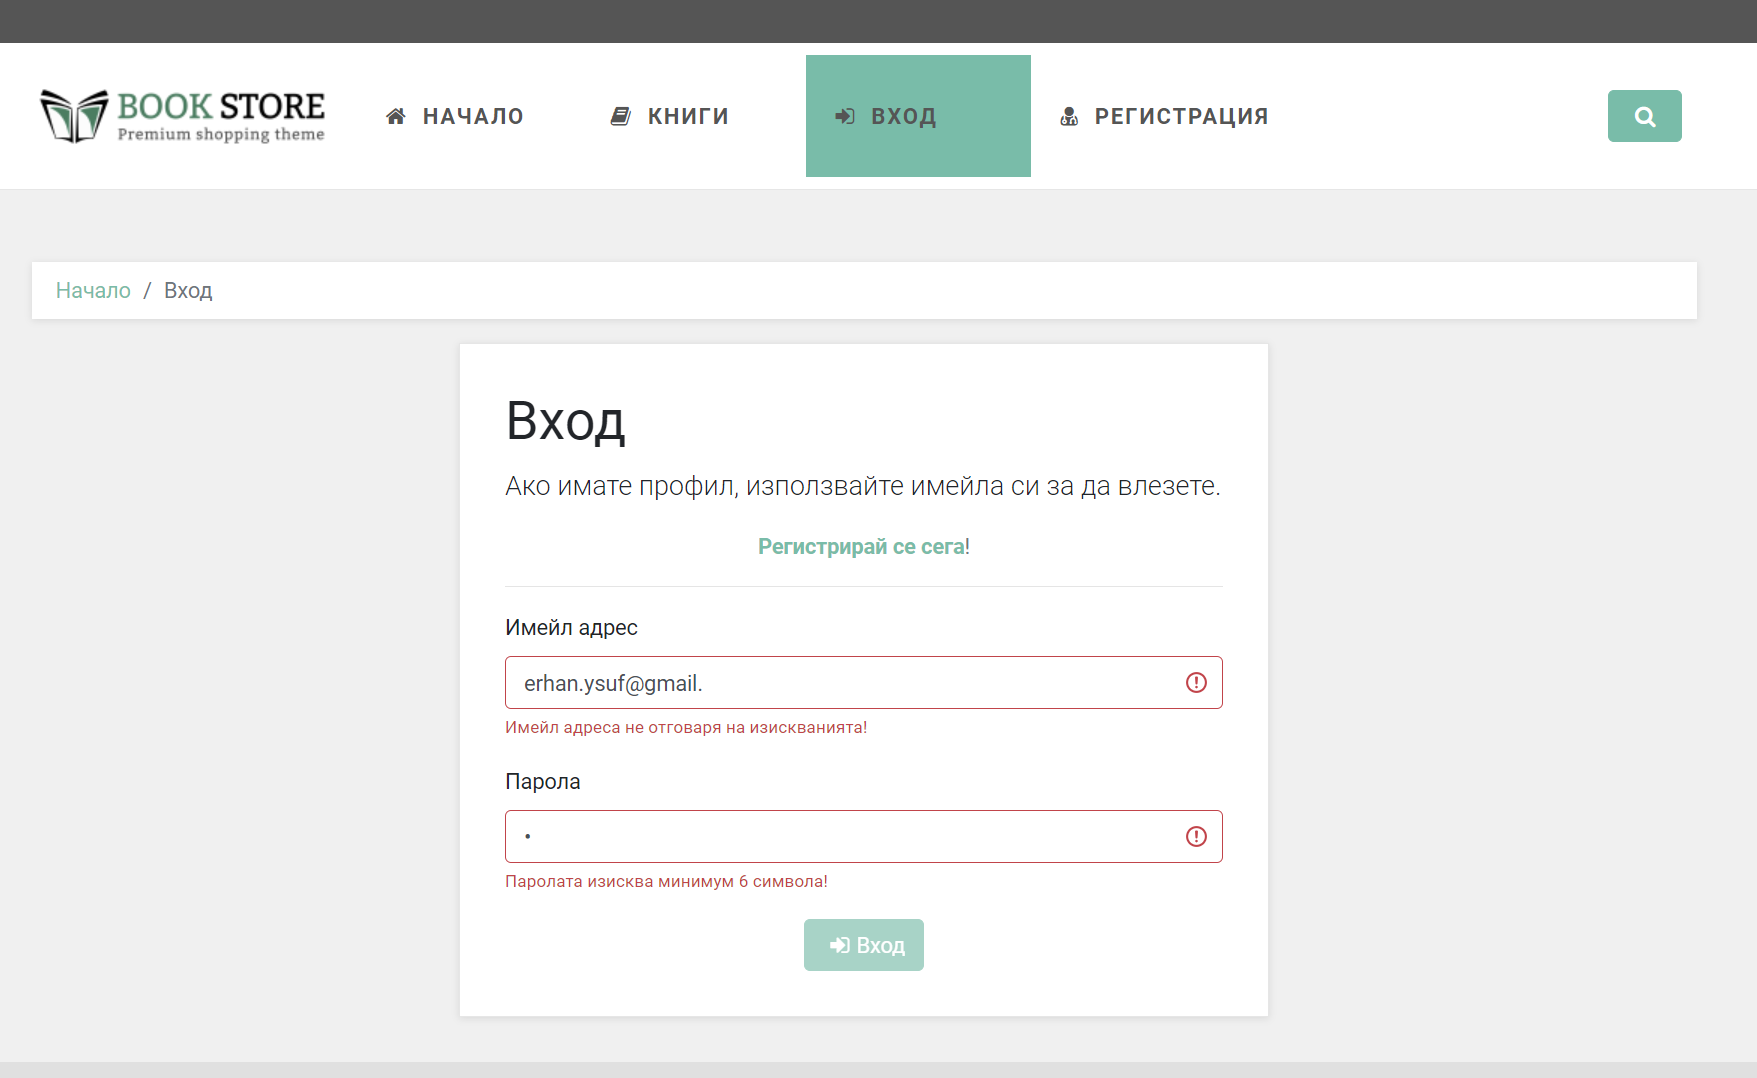 BOOK STORE
Premium shopping theme
НАЧАЛО
КНИГИ
ВХОД
РЕГИСТРАЦИЯ
Начало / Вход
Вход
Ако имате профил, използвайте имейла си за да влезете.
Регистрирай се сега!
Имейл адрес
erhan.ysuf@gmail.
Имейл адреса не отговаря на изискванията!
Парола
•
Паролата изисква минимум 6 символа!
Вход